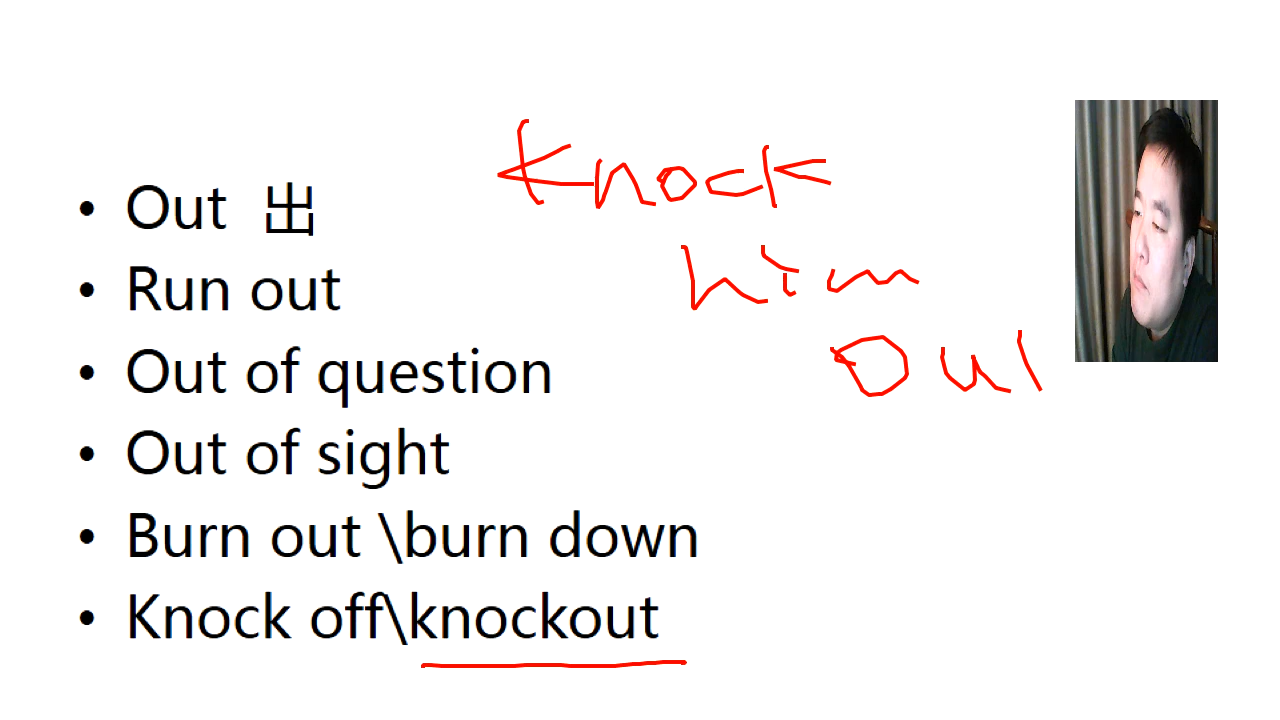 Out 出
Run out
Out of question
Out of sight
Burn out \burn down
Knock off\knockout
Knock
him
out